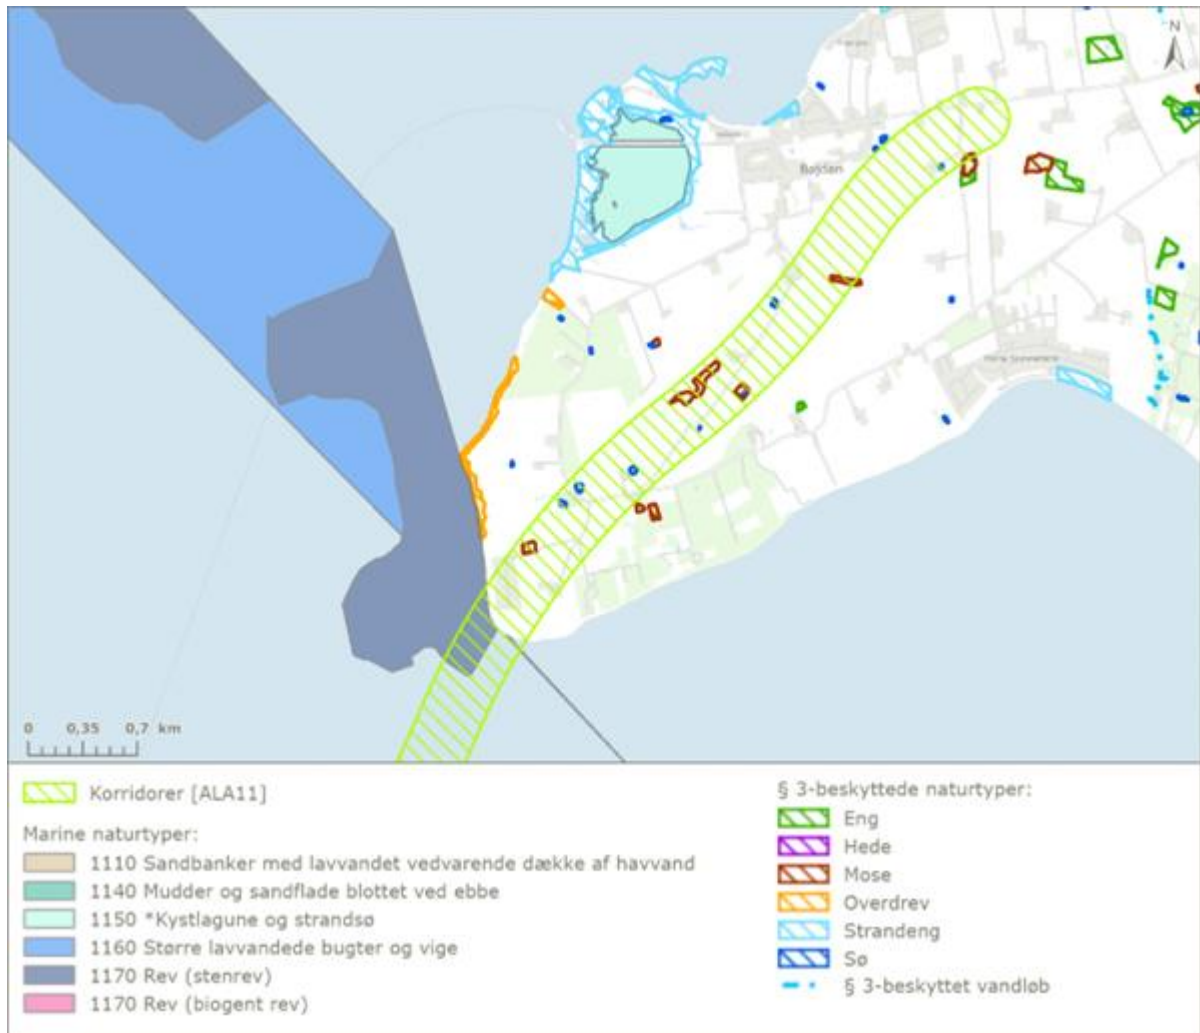 N
Bøjden
0 0,35 0,7 km
Korridorer [ALA11]
Marine naturtyper:
1110 Sandbanker med lavvandet vedvarende dække af havvand
1140 Mudder og sandflade blottet ved ebbe
1150 *Kystlagune og strandsø
1160 Større lavvandede bugter og vige
1170 Rev (stenrev)
1170 Rev (biogent rev)
§ 3-beskyttede naturtyper:
Eng
Hede
Mose
Overdrev
Strandeng
Sø
§ 3-beskyttet vandløb